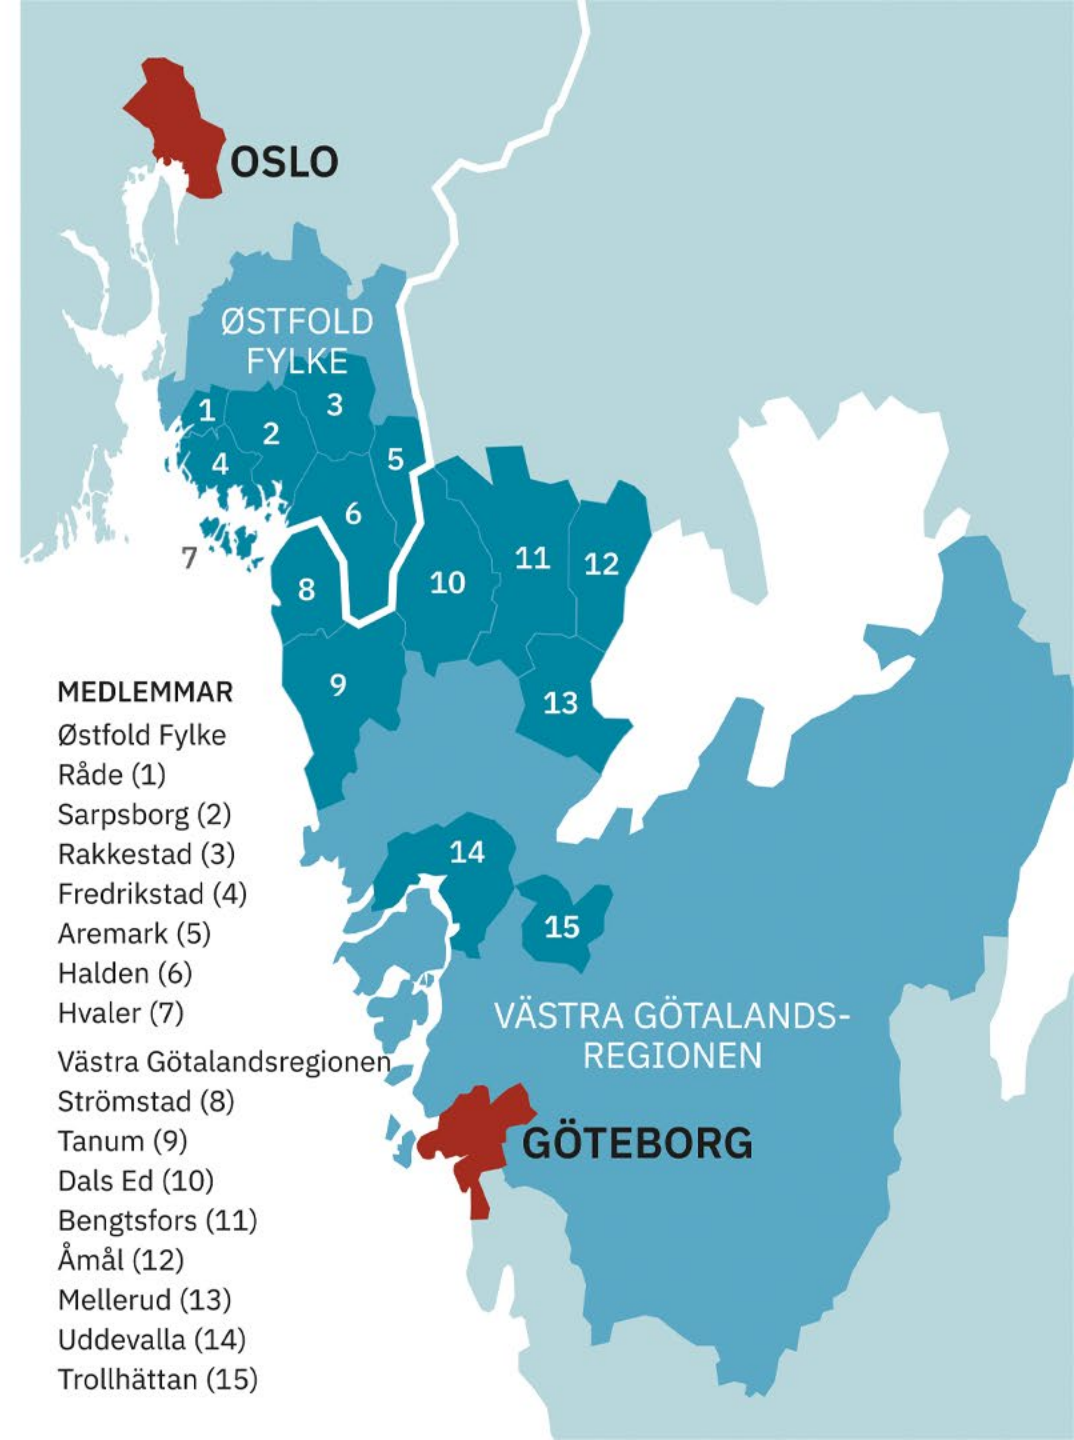 OSLO
ØSTFOLD
FYLKE
1
2
3
4
5
6
7
8
9
10
11
12
13
14
15
MEDLEMMAR
Østfold Fylke
Råde (1)
Sarpsborg (2)
Rakkestad (3)
Fredrikstad (4)
Aremark (5)
Halden (6)
Hvaler (7)
Västra Götalandsregionen
Strömstad (8)
Tanum (9)
Dals Ed (10)
Bengtsfors (11)
Åmål (12)
Mellerud (13)
Uddevalla (14)
Trollhättan (15)
VÄSTRA GÖTALANDS-
REGIONEN
GÖTEBORG